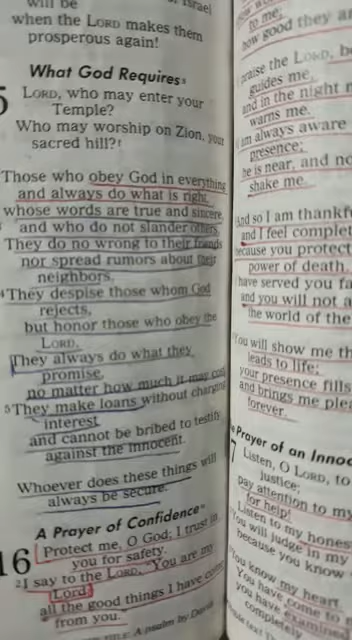 will be
Israel
when the LORD makes them
prosperous again!
What God Requires
5
LORD, who may enter your
Temple?
Who may worship on Zion, your
sacred hill?
Those who obey God in everything
and always do what is right,
whose words are true and sincere,
and who do not slander others.
They do no wrong to their friends
nor spread rumors about their
neighbors.
They despise those whom God
rejects,
but honor those who obey the
LORD.
They always do what they
promise,
no matter how much it may cost
5They make loans without charging
interest
and cannot be bribed to testify
against the innocent.
Whoever does these things will
always be secure.
A Prayer of Confidence
16
Protect me, O God; I trust in
you for safety.
2I say to the LORD, "You are my
Lord;
all the good things I have come
from you."
A psalm by David
to me;
how good they ar
praise the LORD, b
guides me,
and in the night m
warns me.
am always aware
presence;
he is near, and no
shake me.
And so I am thankf
and I feel complet
because you protect
power of death.
have served you fa
and you will not a
the world of the
You will show me th
leads to life;
your presence fills
and brings me plea
forever.
Prayer of an Innoc
7
Listen, O LORD, to
justice;
pay attention to my
for help!
Listen to my honest
You will judge in my
because you know
You know my heart.
You have come to m
You have examine
completely